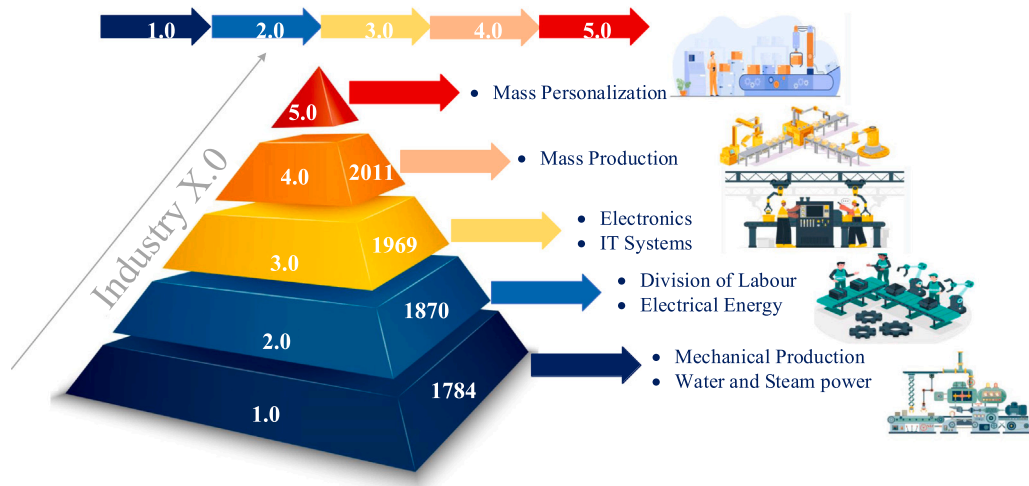 1.0 2.0 3.0 4.0 5.0
Industry X.0
5.0
• Mass Personalization
4.0 2011
• Mass Production
3.0 1969
• Electronics
• IT Systems
2.0 1870
• Division of Labour
• Electrical Energy
1.0 1784
• Mechanical Production
• Water and Steam power